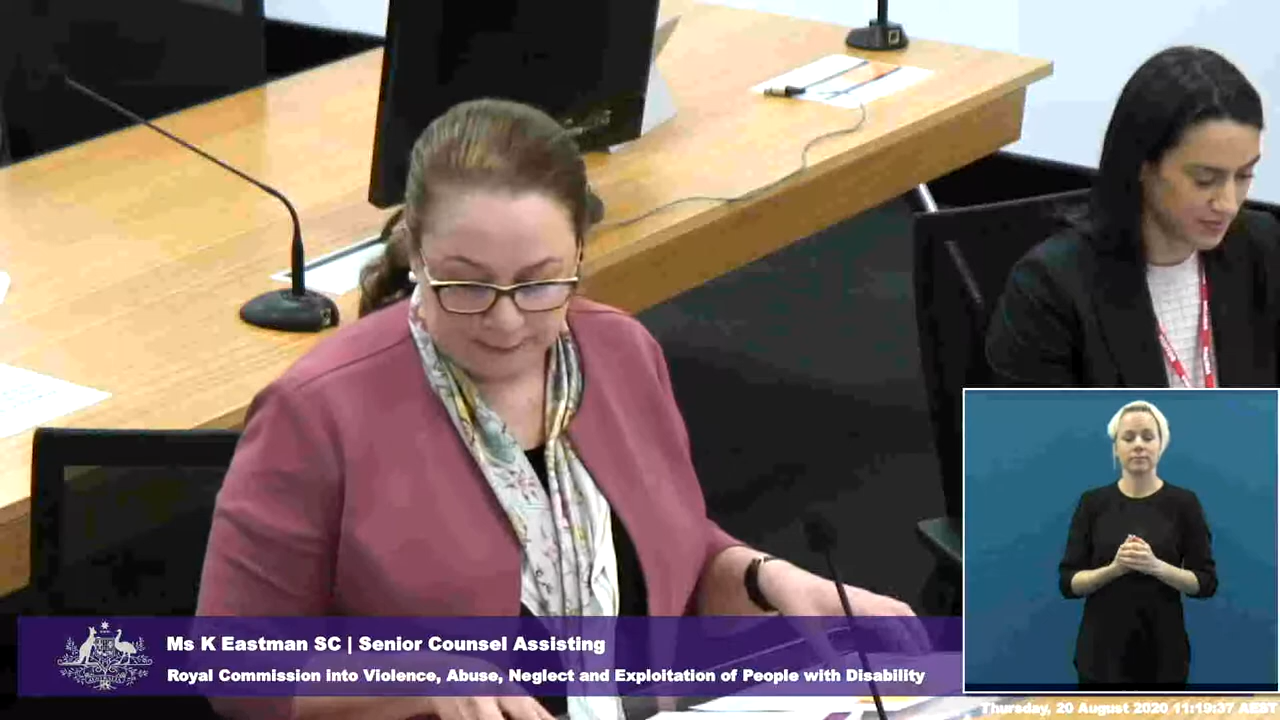 Ms K Eastman SC | Senior Counsel Assisting
Royal Commission into Violence, Abuse, Neglect and Exploitation of People with Disability
Thursday, 20 August 2020 11:19:37 AEST